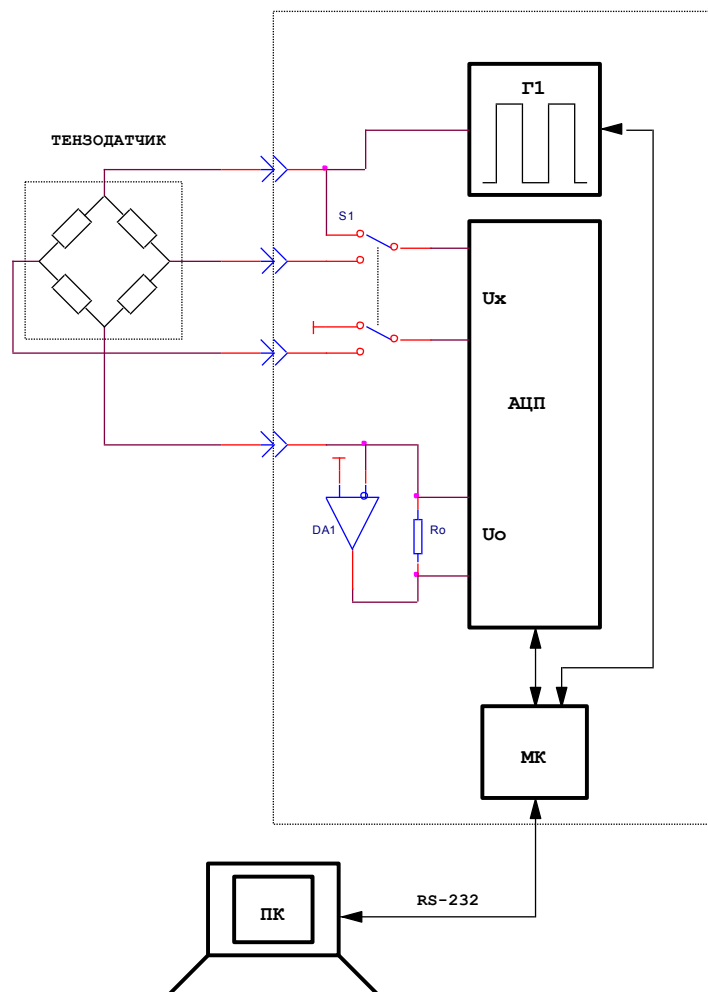 Г1
ТЕНЗОДАТЧИК
S1
Ux
АЦП
DA1
Ro
Uo
МК
RS-232
ПК